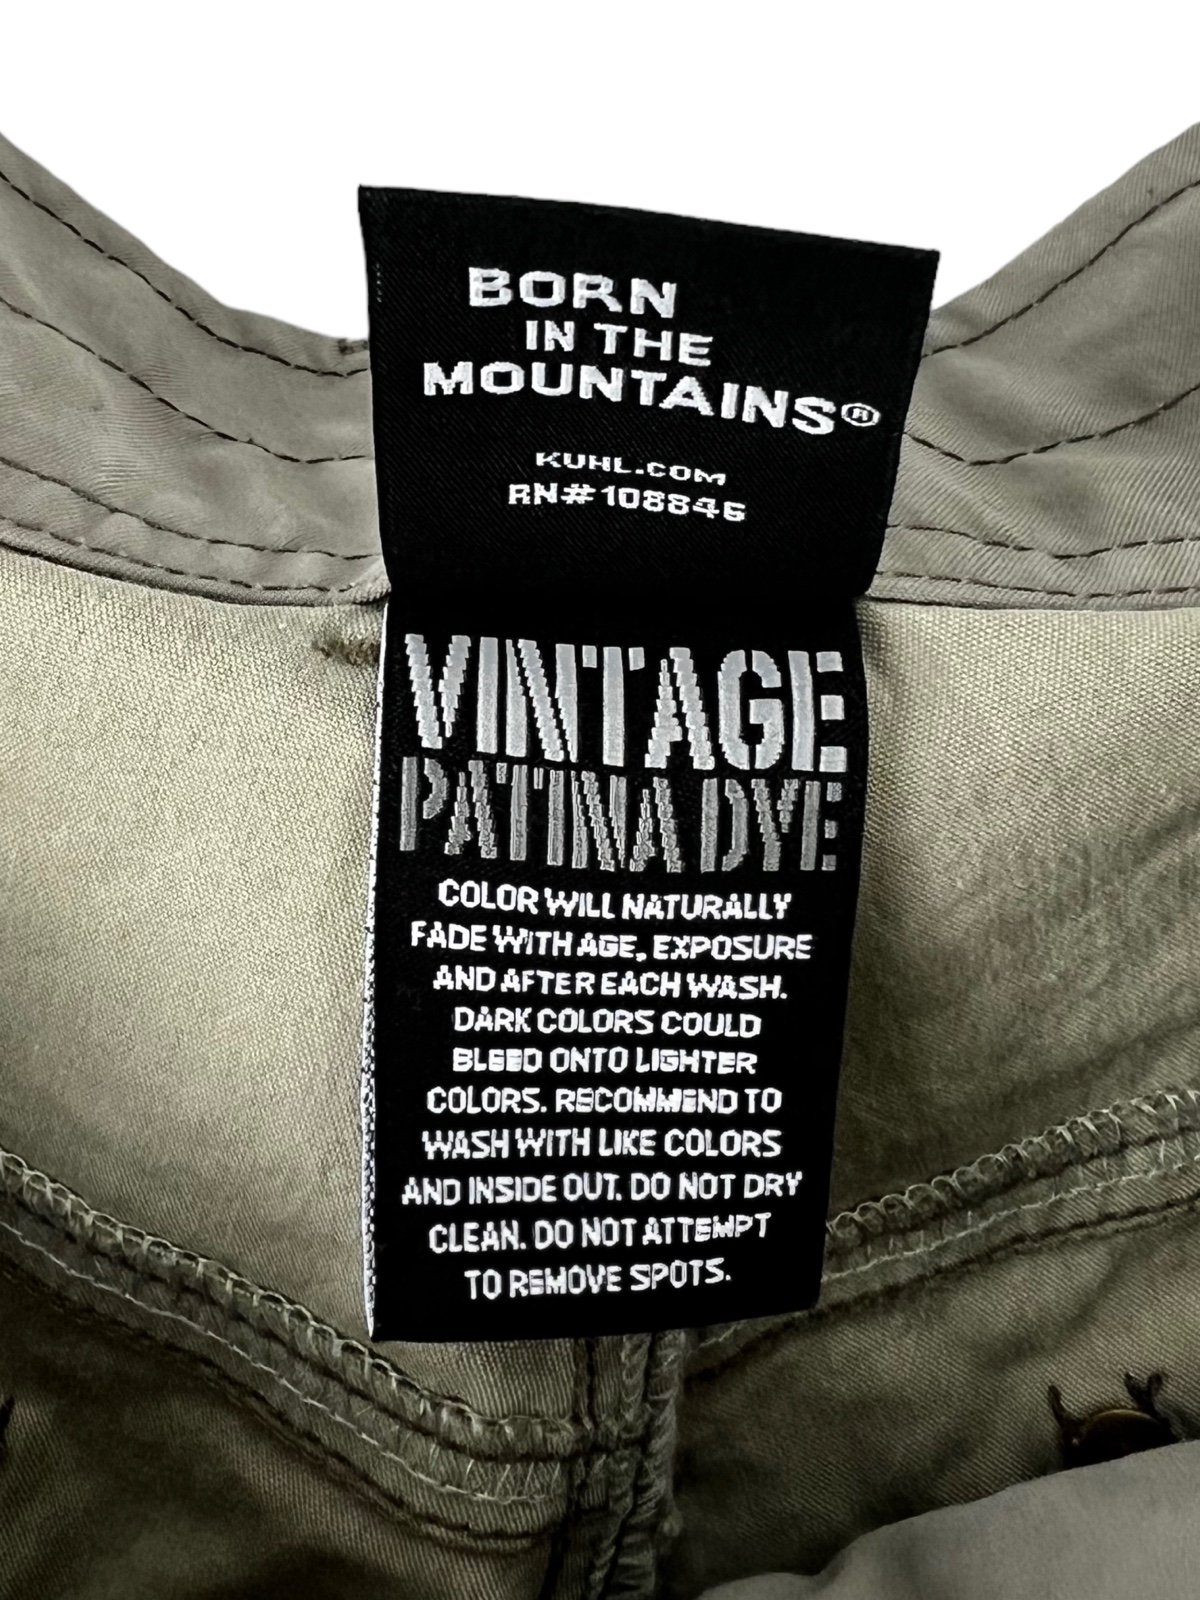 BORN
IN THE
MOUNTAINS®
KUHL.COM
RN#108846
VINTAGE
PATINA DYE
COLOR WILL NATURALLY
FADE WITH AGE, EXPOSURE
AND AFTER EACH WASH.
DARK COLORS COULD
BLEED ONTO LIGHTER
COLORS. RECOMMEND TO
WASH WITH LIKE COLORS
AND INSIDE OUT. DO NOT DRY
CLEAN. DO NOT ATTEMPT
TO REMOVE SPOTS.